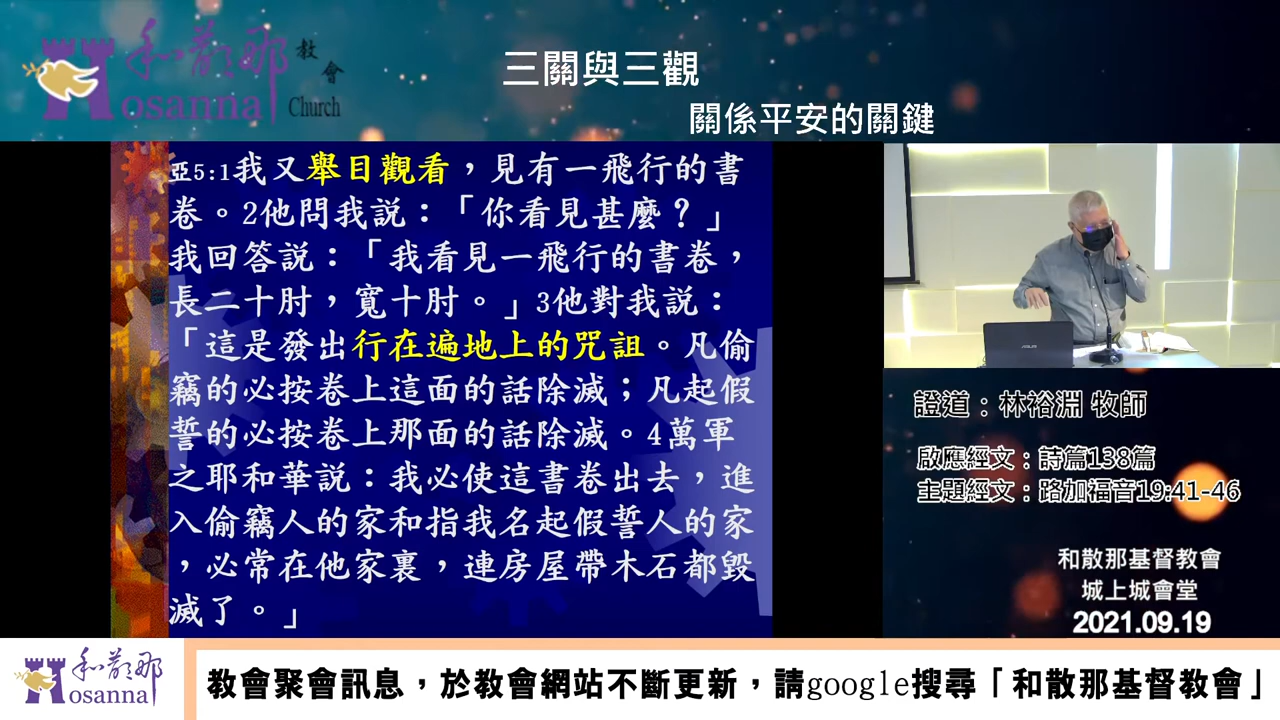 和散那
教會
Hosanna Church
三關與三觀
關係平安的關鍵
亞5:1我又舉目觀看，見有一飛行的書
卷。2他問我說：「你看見甚麼？」
我回答說：「我看見一飛行的書卷，
長二十肘，寬十肘。」3他對我說：
「這是發出行在遍地上的咒詛。凡偷
竊的必按卷上這面的話除滅；凡起假
誓的必按卷上那面的話除滅。4萬軍
之耶和華説：我必使這書卷出去，進
入偷竊人的家和指我名起假誓人的家
，必常在他家裏，連房屋帶木石都毀
滅了。」
證道：林裕淵 牧師
啟應經文：詩篇138篇
主題經文：路加福音19:41-46
和散那基督教會
城上城會堂
2021.09.19
和散那
Hosanna
教會聚會訊息，於教會網站不斷更新，請google搜尋「和散那基督教會」